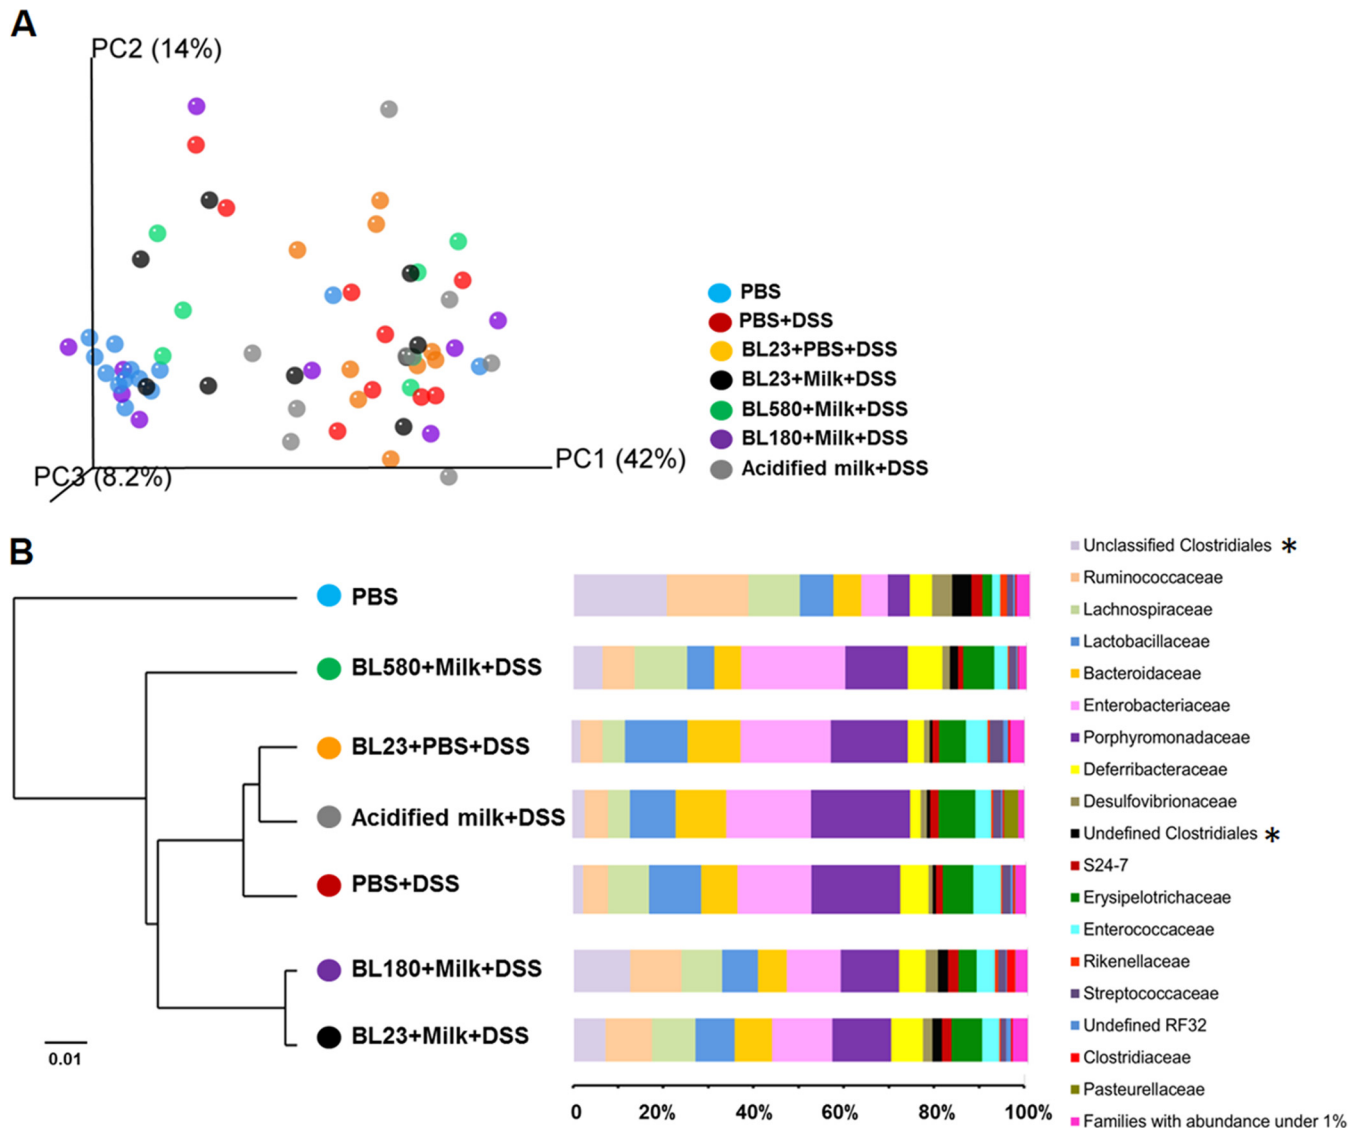 A
PC2 (14%)
PC1 (42%)
PC3 (8.2%)
PBS
PBS+DSS
BL23+PBS+DSS
BL23+Milk+DSS
BL580+Milk+DSS
BL180+Milk+DSS
Acidified milk+DSS
B
PBS
BL580+Milk+DSS
BL23+PBS+DSS
Acidified milk+DSS
PBS+DSS
BL180+Milk+DSS
BL23+Milk+DSS
0.01
0 20% 40% 60% 80% 100%
Unclassified Clostridiales *
Ruminococcaceae
Lachnospiraceae
Lactobacillaceae
Bacteroidaceae
Enterobacteriaceae
Porphyromonadaceae
Deferribacteraceae
Desulfovibrionaceae
Undefined Clostridiales *
S24-7
Erysipelotrichaceae
Enterococcaceae
Rikenellaceae
Streptococcaceae
Undefined RF32
Clostridiaceae
Pasteurellaceae
Families with abundance under 1%